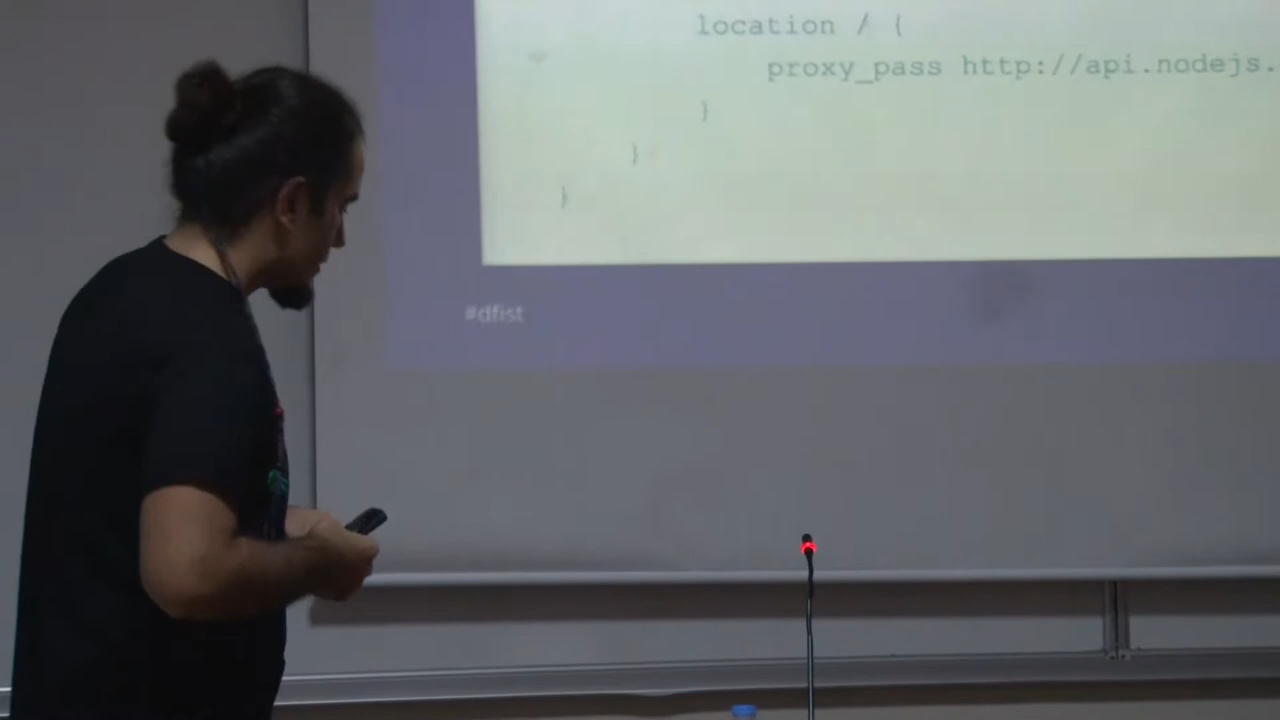 location / {
proxy_pass http://api.nodejs.
}
}
}
#dfist